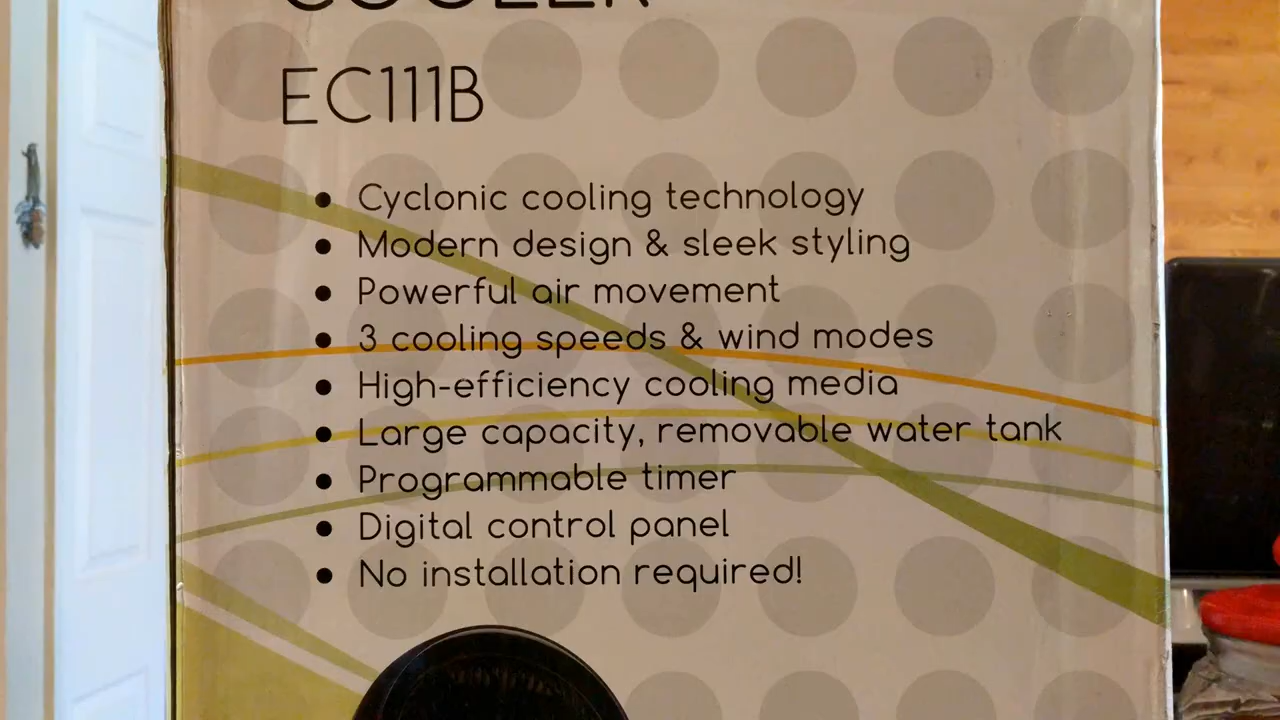 COOLER
EC111B
• Cyclonic cooling technology
• Modern design & sleek styling
• Powerful air movement
• 3 cooling speeds & wind modes
• High-efficiency cooling media
• Large capacity, removable water tank
• Programmable timer
• Digital control panel
• No installation required!